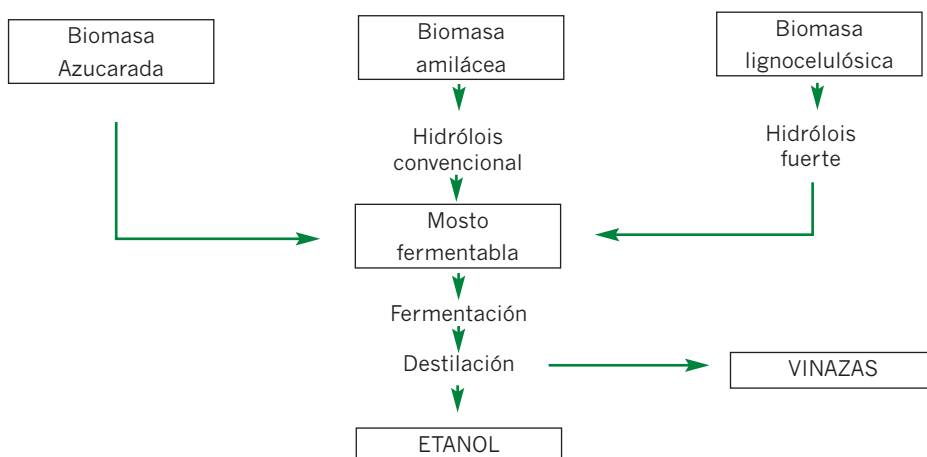 Biomasa
Azucarada
Biomasa
amilácea
Biomasa
lignocelulósica
Hidrólois
convencional
Hidrólois
fuerte
Mosto
fermentabla
Fermentación
Destilación
VINAZAS
ETANOL